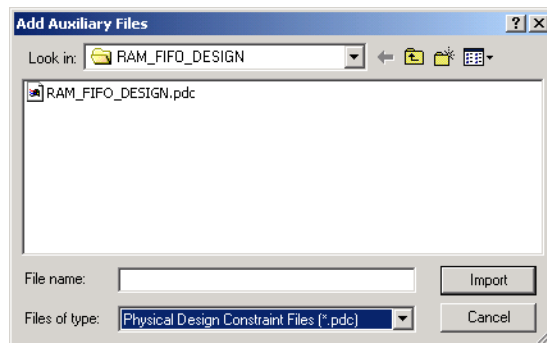 Add Auxiliary Files
Look in: RAM_FIFO_DESIGN
RAM_FIFO_DESIGN.pdc
File name:
Import
Files of type: Physical Design Constraint Files (*.pdc)
Cancel